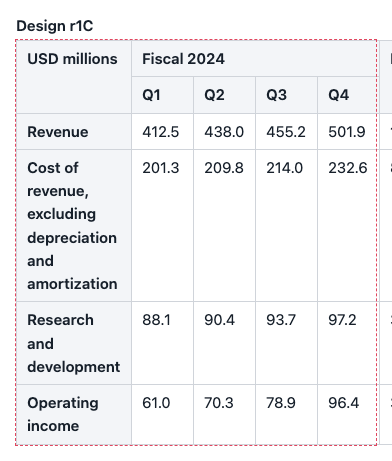 Design r1C
USD millions Fiscal 2024
Q1 Q2 Q3 Q4
Revenue 412.5 438.0 455.2 501.9
Cost of 201.3 209.8 214.0 232.6
revenue,
excluding
depreciation
and
amortization
Research 88.1 90.4 93.7 97.2
and
development
Operating 61.0 70.3 78.9 96.4
income